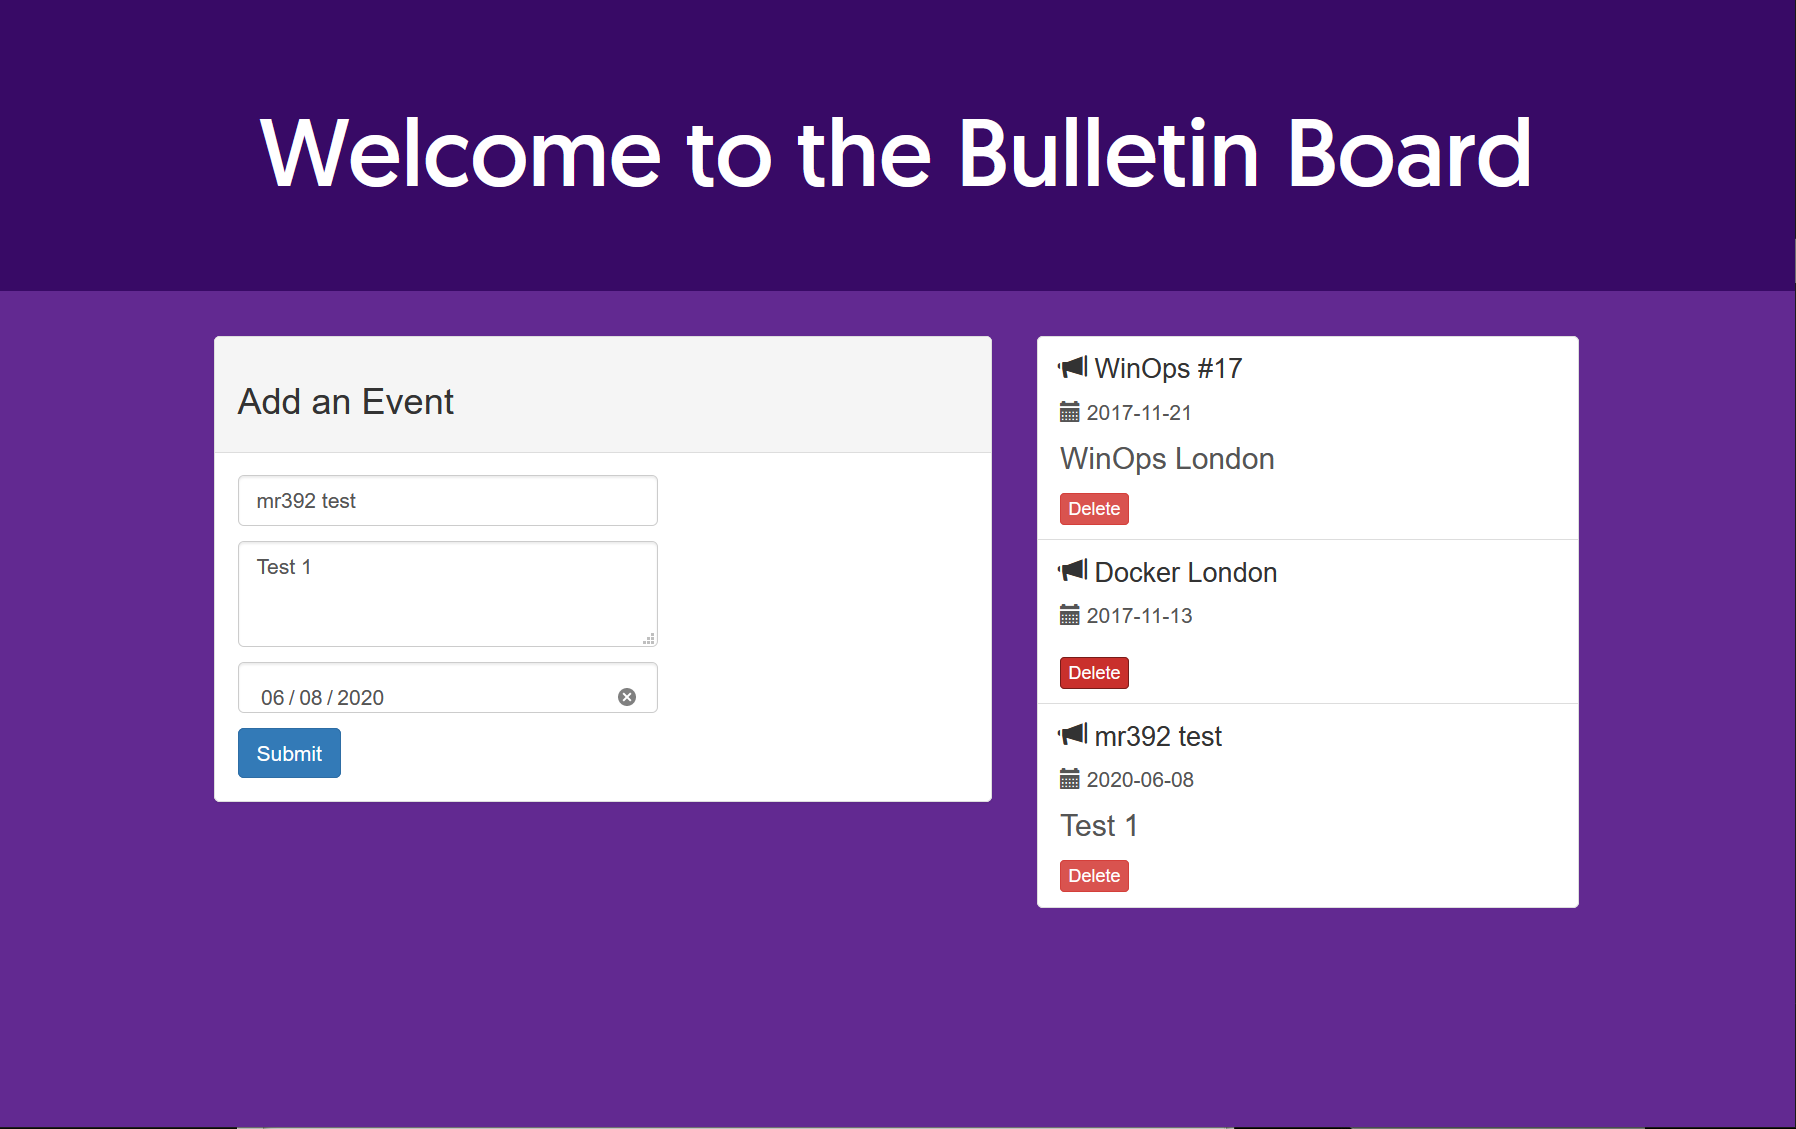 Welcome to the Bulletin Board
Add an Event
mr392 test
Test 1
06 / 08 / 2020
Submit
WinOps #17
2017-11-21
WinOps London
Delete
Docker London
2017-11-13
Delete
mr392 test
2020-06-08
Test 1
Delete